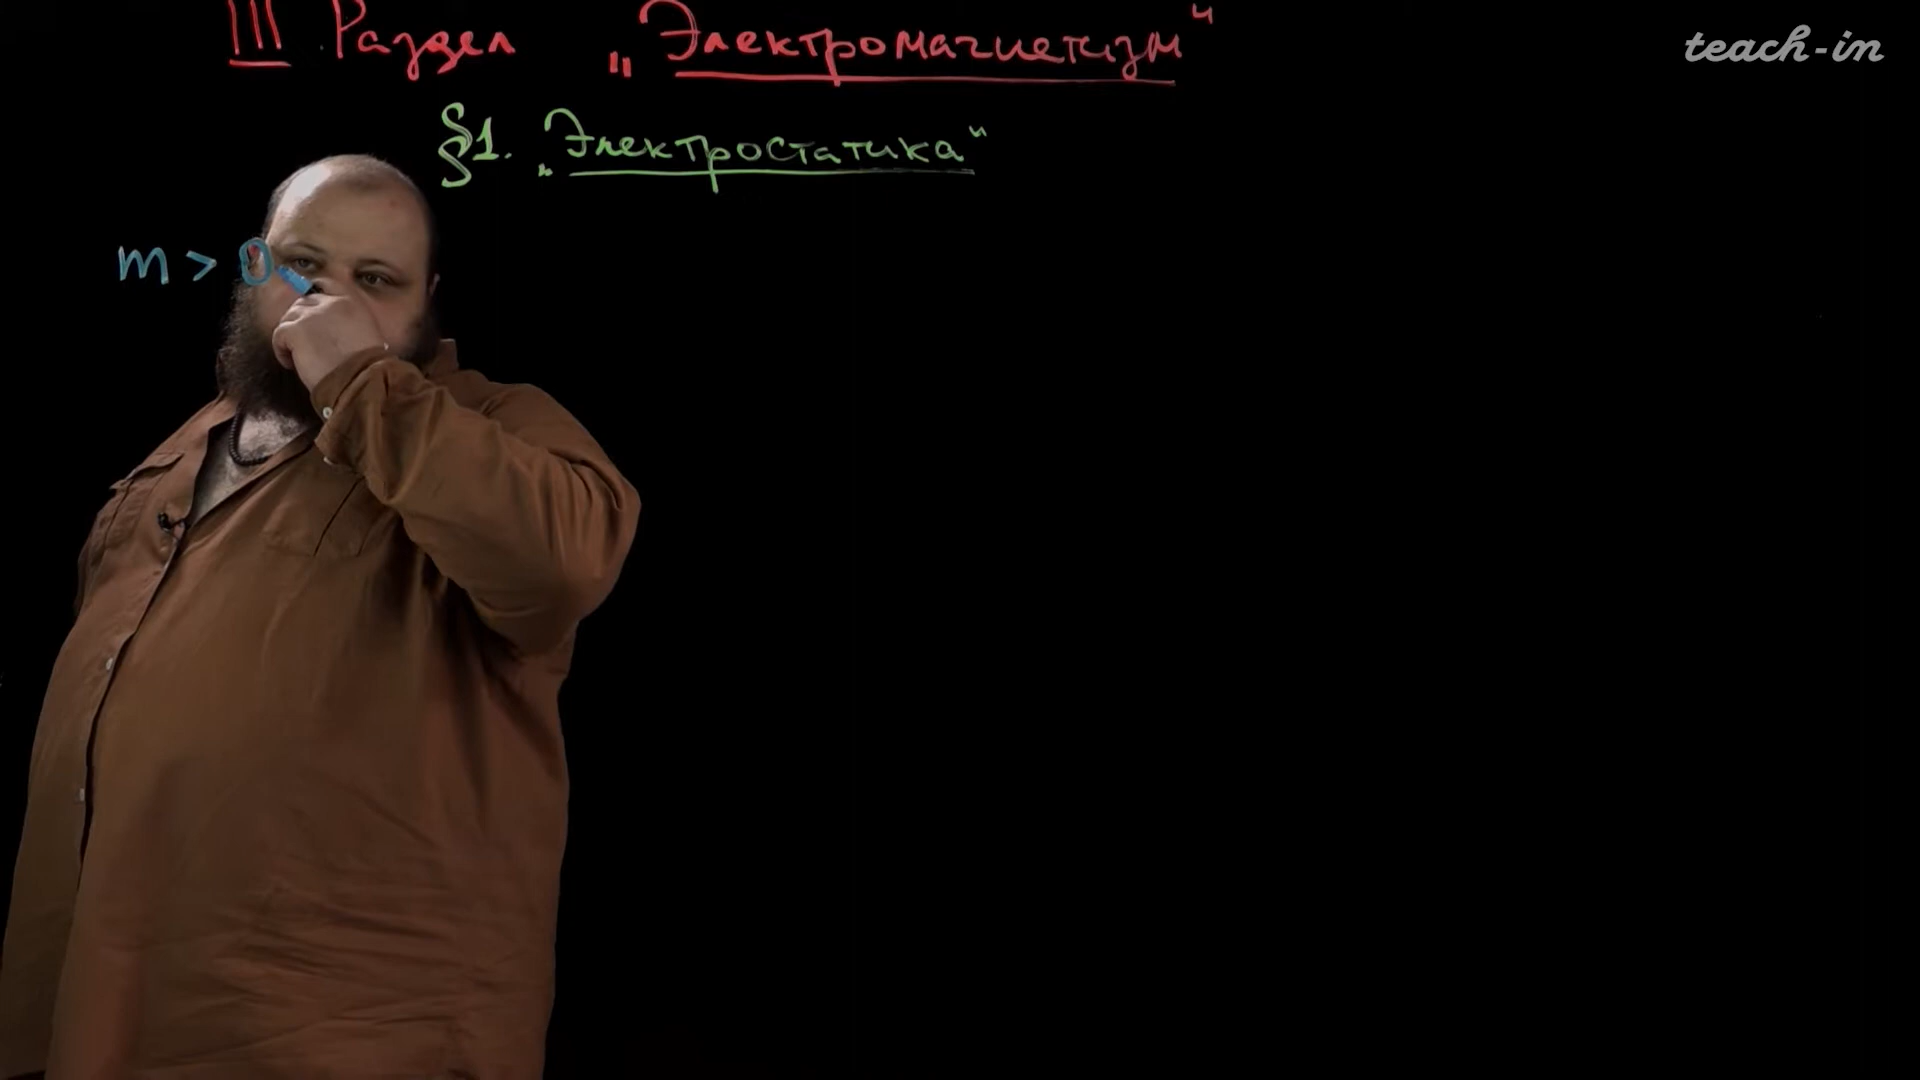 III Раздел „Электромагнетизм“
teach-in
§1. „Электростатика“
m > 0